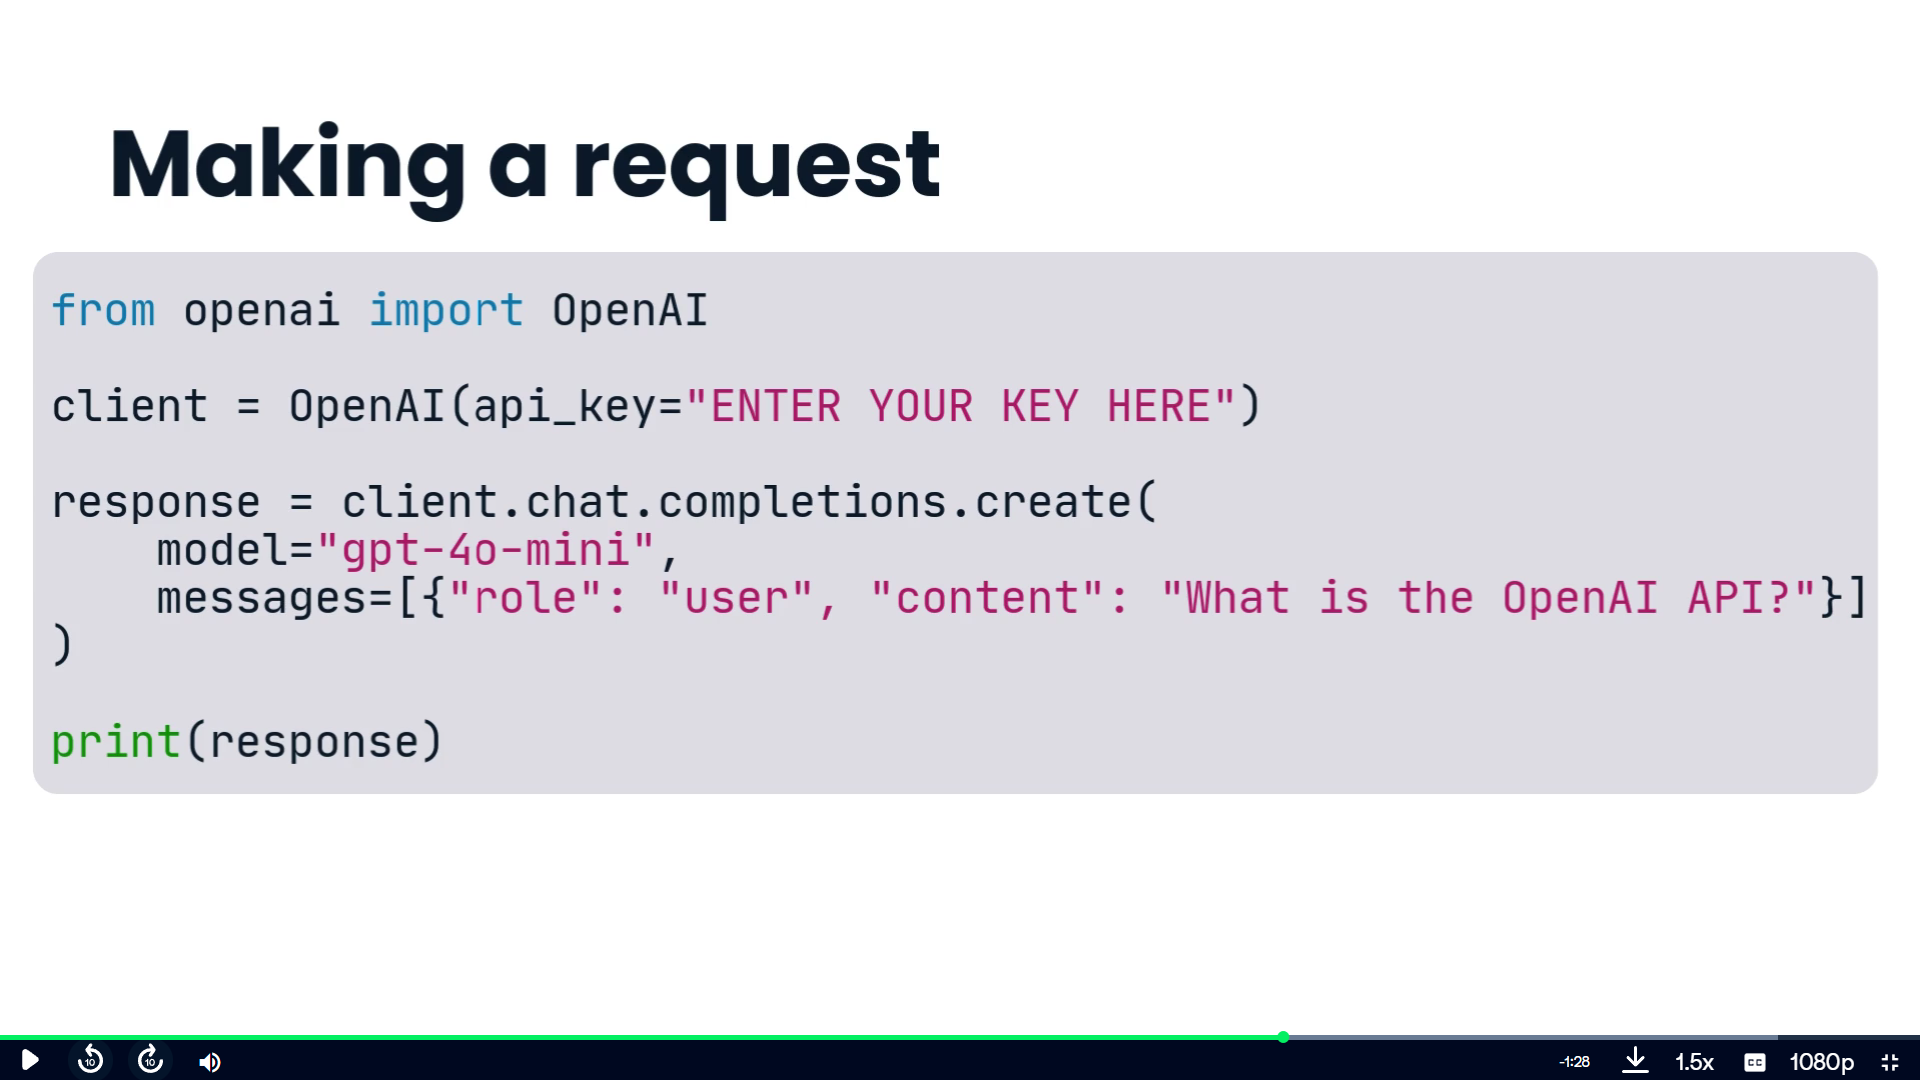 Making a request
from openai import OpenAI
client = OpenAI(api_key="ENTER YOUR KEY HERE")
response = client.chat.completions.create(
    model="gpt-4o-mini",
    messages=[{"role": "user", "content": "What is the OpenAI API?"}]
)
print(response)
10
10
-1:28
1.5x
CC
1080p